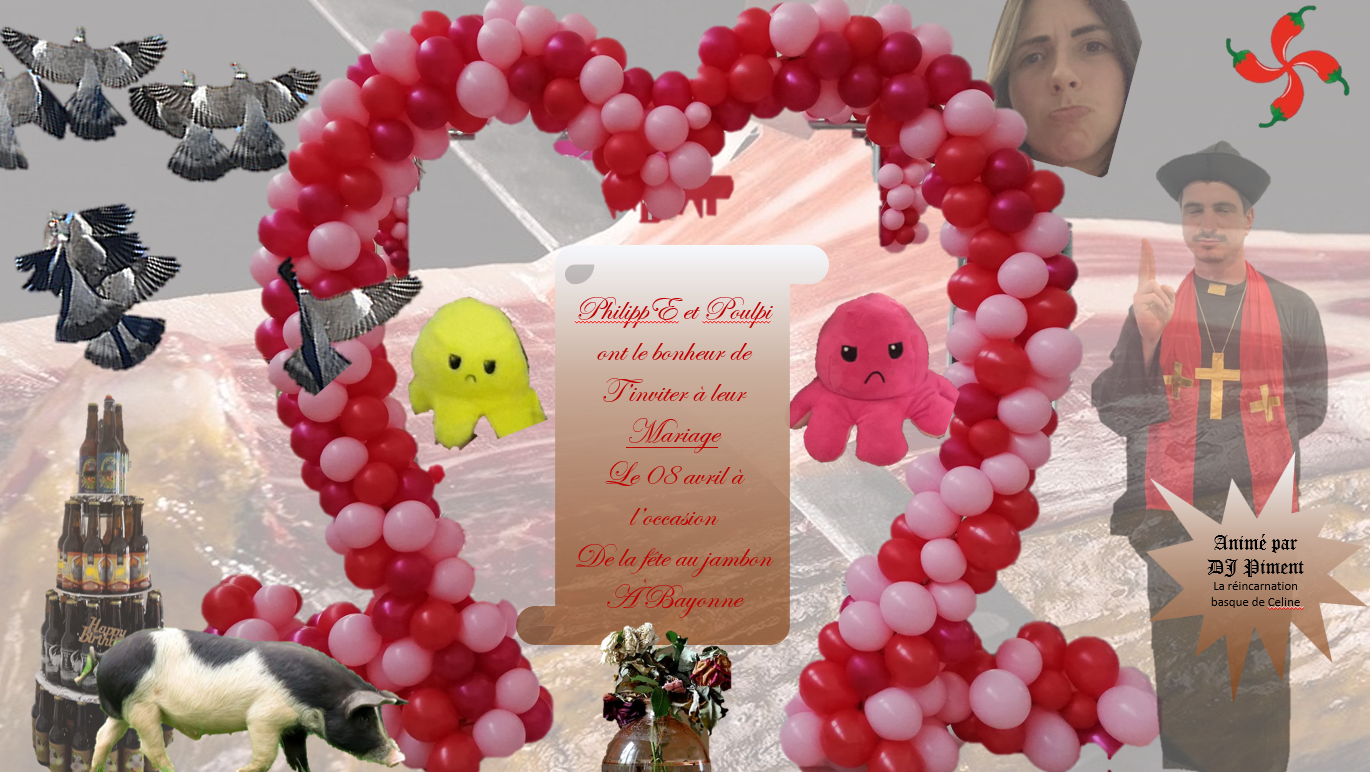 PhilippE et Poulpi
ont le bonheur de
T'inviter à leur
Mariage
Le 08 avril à
l'occasion
De la fête au jambon
A Bayonne
Animé par
DJ Piment
La réincarnation
basque de Celine
Happy